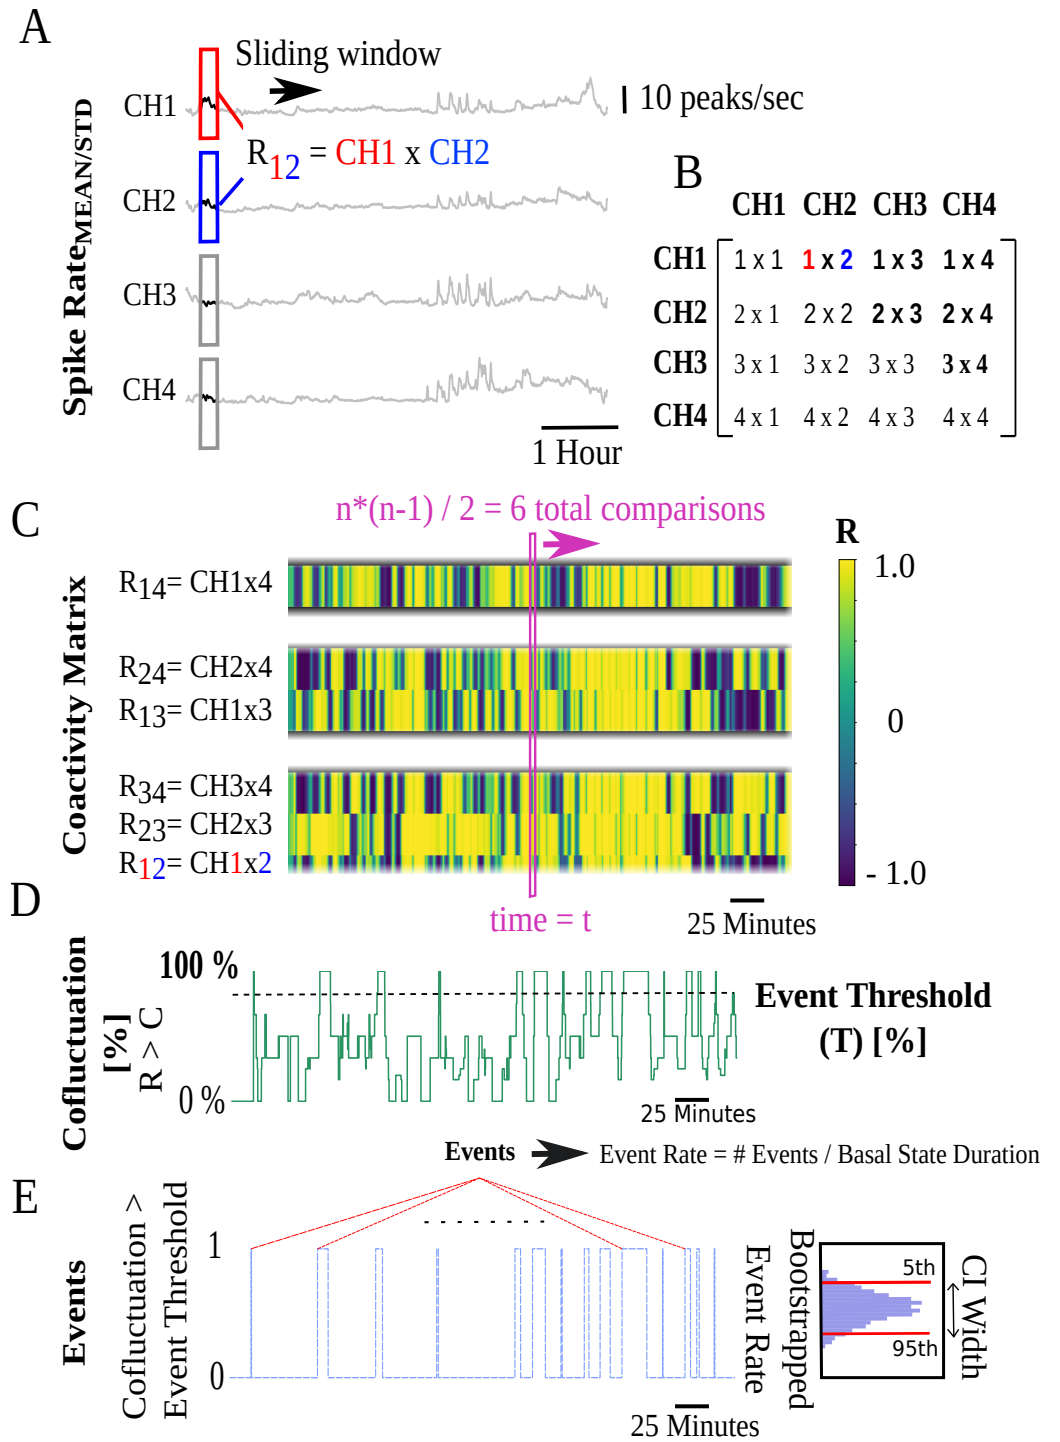 A
Sliding window
Spike Rate MEAN/STD
CH1
10 peaks/sec
R12 = CH1 x CH2
CH2
CH3
CH4
1 Hour
B
CH1 CH2 CH3 CH4
CH1 1 x 1 1 x 2 1 x 3 1 x 4
CH2 2 x 1 2 x 2 2 x 3 2 x 4
CH3 3 x 1 3 x 2 3 x 3 3 x 4
CH4 4 x 1 4 x 2 4 x 3 4 x 4
C
n*(n-1) / 2 = 6 total comparisons
Coactivity Matrix
R14= CH1x4
R24= CH2x4
R13= CH1x3
R34= CH3x4
R23= CH2x3
R12= CH1x2
R
1.0
0
- 1.0
time = t
25 Minutes
D
Cofluctuation
[%]
R > C
100 %
0 %
Event Threshold
(T) [%]
25 Minutes
Events
Event Rate = # Events / Basal State Duration
E
Events
Cofluctuation >
Event Threshold
1
0
25 Minutes
Bootstrapped
Event Rate
5th
95th
CI Width